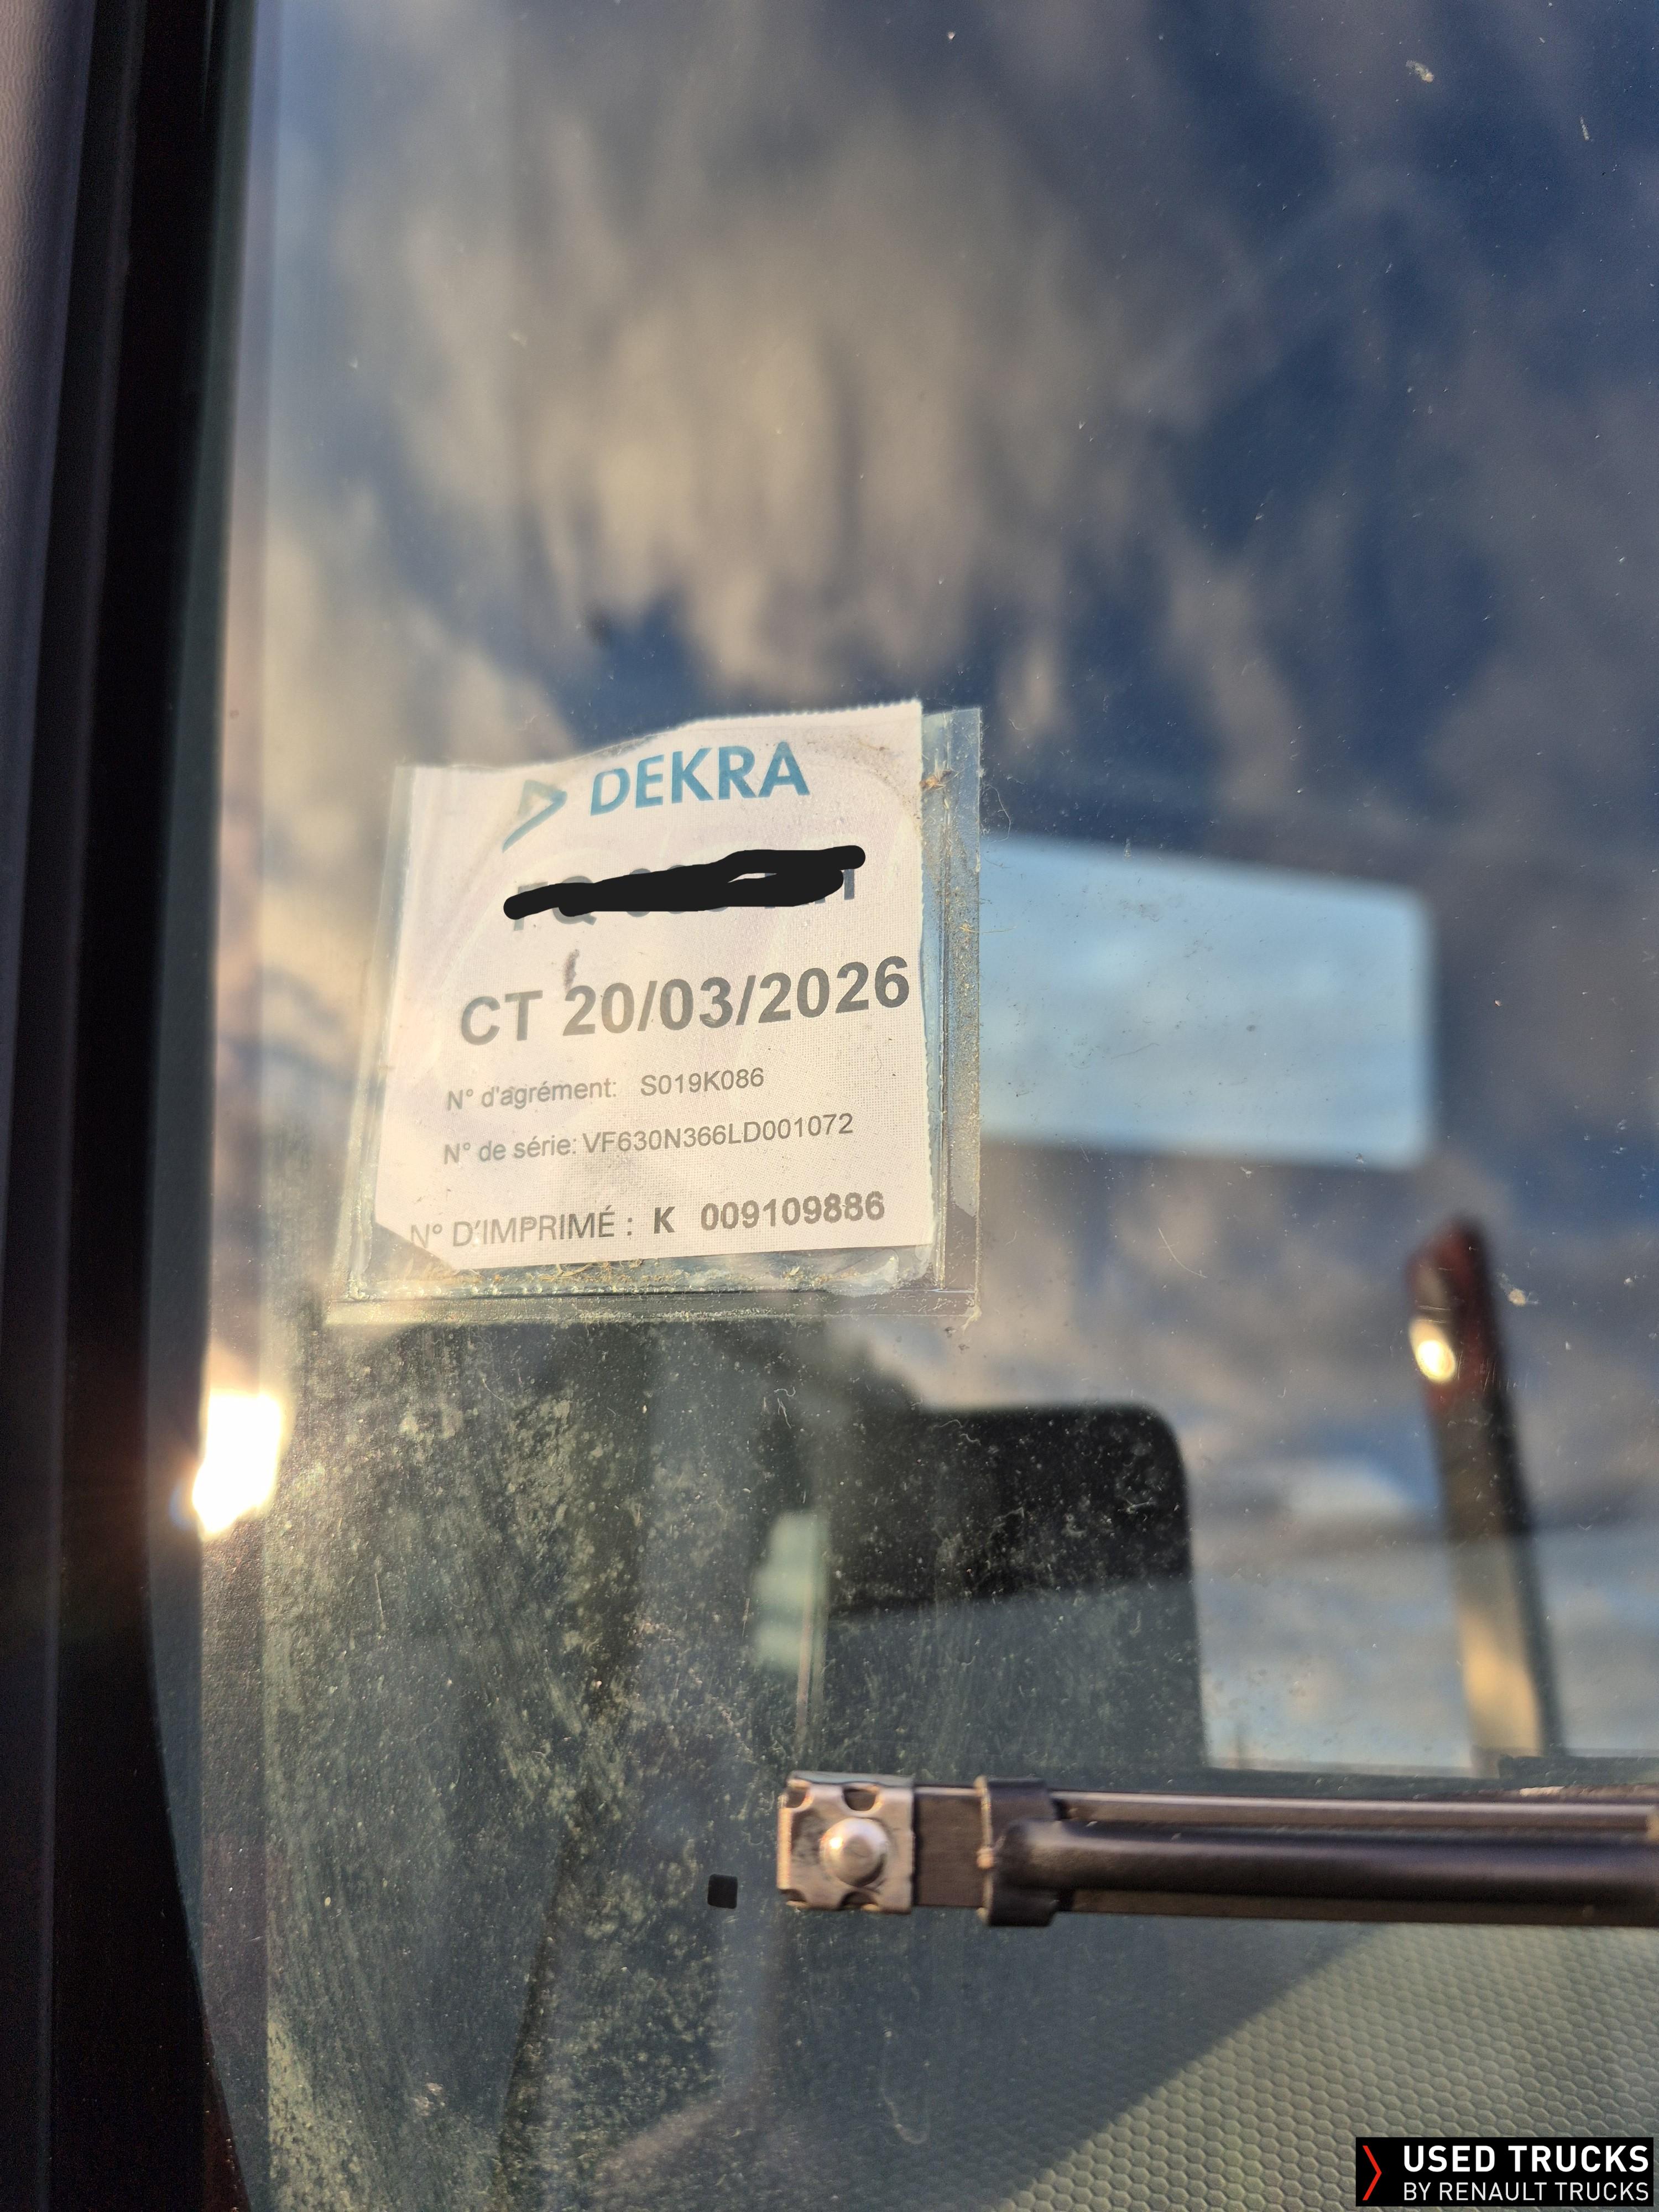 DEKRA
CT 20/03/2026
N° d'agrément: S019K086
N° de série: VF630N366LD001072
N° D'IMPRIMÉ : K 009109886
USED TRUCKS
BY RENAULT TRUCKS